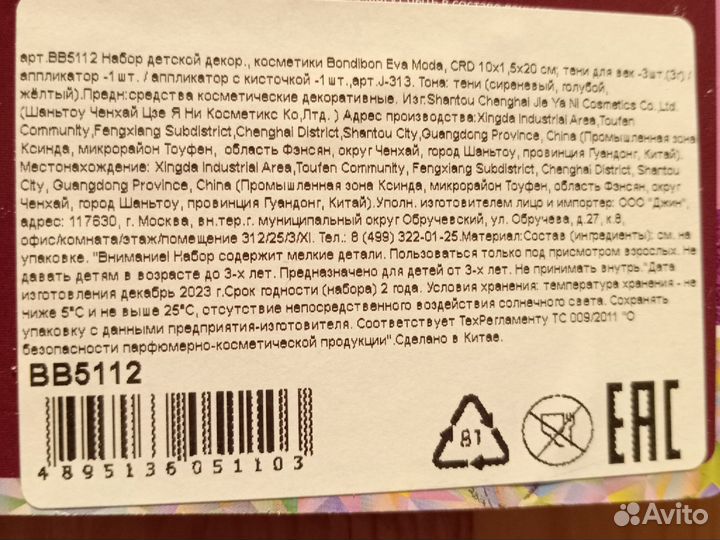 арт.BB5112 Набор детской декор., косметики Bondibon Eva Moda, CRD 10x1,5x20 см; тени для век -3шт.(3г) /
аппликатор -1 шт. / аппликатор с кисточкой -1 шт.,арт.J-313. Тона: тени (сиреневый, голубой,
жёлтый).Предн:средства косметические декоративные. Изг.Shantou Chenghai Jie Ya Ni Cosmetics Co.,Ltd.
(Шаньтоу Ченхай Цзе Я Ни Косметикс Ко,Лтд.) Адрес производства:Xingda Industrial Area,Toufen
Community,Fengxiang Subdistrict,Chenghai District,Shantou City,Guangdong Province, China (Промышленная зона
Ксинда, микрорайон Тоуфен, область Фэнсян, округ Ченхай, город Шаньтоу, провинция Гуандонг, Китай).
Местонахождение: Xingda Industrial Area,Toufen Community, Fengxiang Subdistrict, Chenghai District, Shantou
City, Guangdong Province, China (Промышленная зона Ксинда, микрорайон Тоуфен, область Фэнсян, округ
Ченхай, город Шаньтоу, провинция Гуандонг, Китай).Уполн. изготовителем лицо и импортер: ООО "Джин",
адрес: 117630, г. Москва, вн.тер.г. муниципальный округ Обручевский, ул. Обручева, д.27, к.8,
офис/комната/этаж/помещение 312/25/3/XI. Тел.: 8 (499) 322-01-25.Материал:Состав (ингредиенты): см. на
упаковке. "Внимание! Набор содержит мелкие детали. Пользоваться только под присмотром взрослых. Не
давать детям в возрасте до 3-х лет. Предназначено для детей от 3-х лет. Не принимать внутрь."Дата
изготовления декабрь 2023 г.Срок годности (набора) 2 года. Условия хранения: температура хранения - не
ниже 5°C и не выше 25°C, отсутствие непосредственного воздействия солнечного света. Сохранять
упаковку с данными предприятия-изготовителя. Соответствует ТехРегламенту ТС 009/2011 "О
безопасности парфюмерно-косметической продукции".Сделано в Китае.
BB5112
4895136051103
81
EAC
Avito